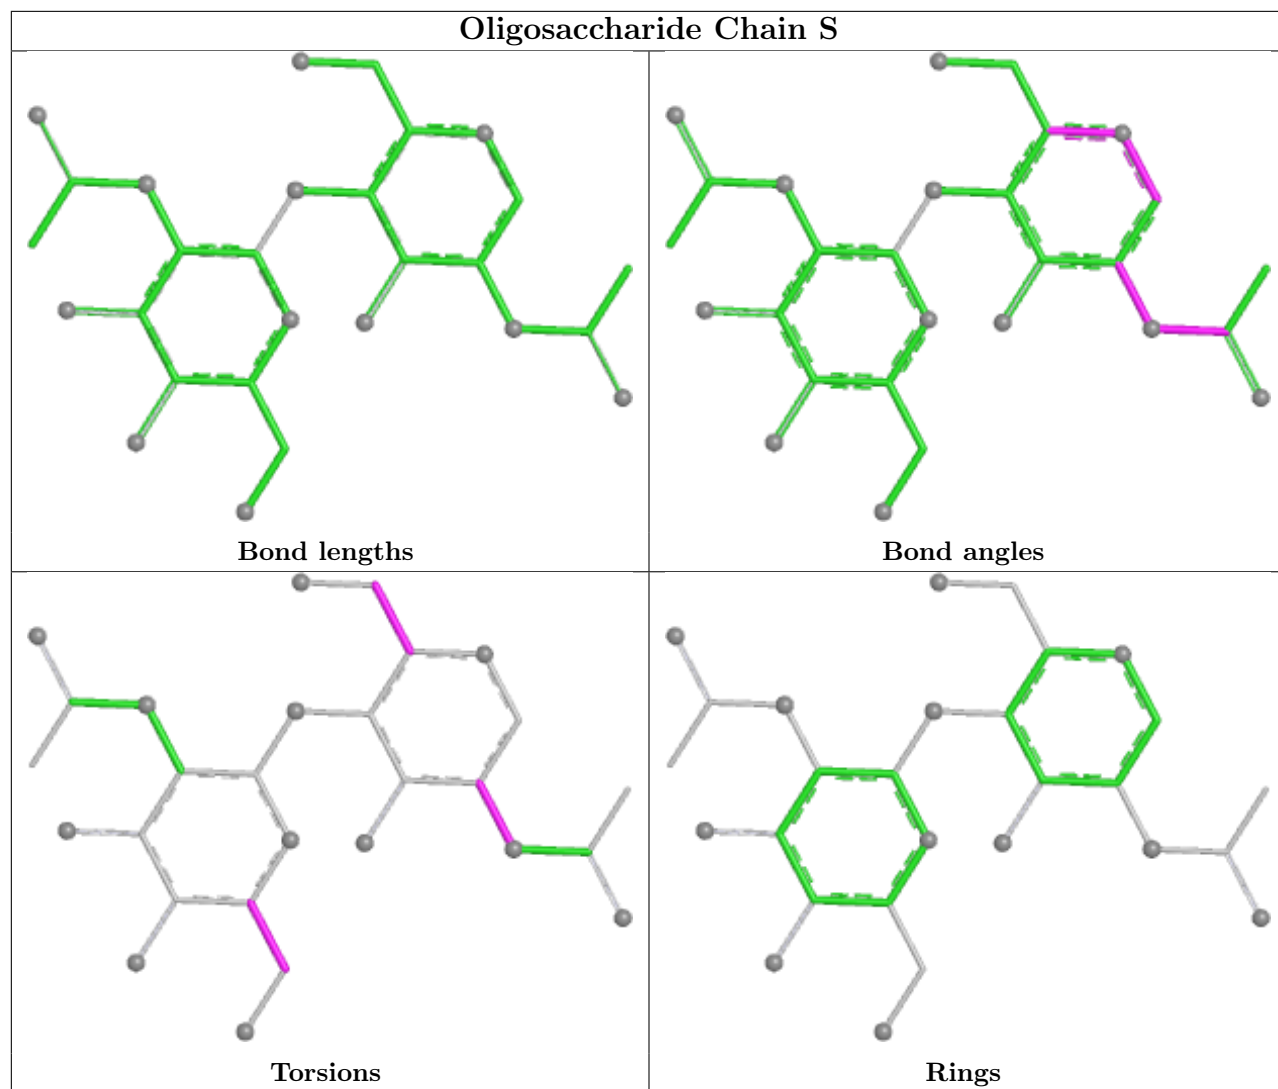 Oligosaccharide Chain S
Bond lengths
Bond angles
Torsions
Rings